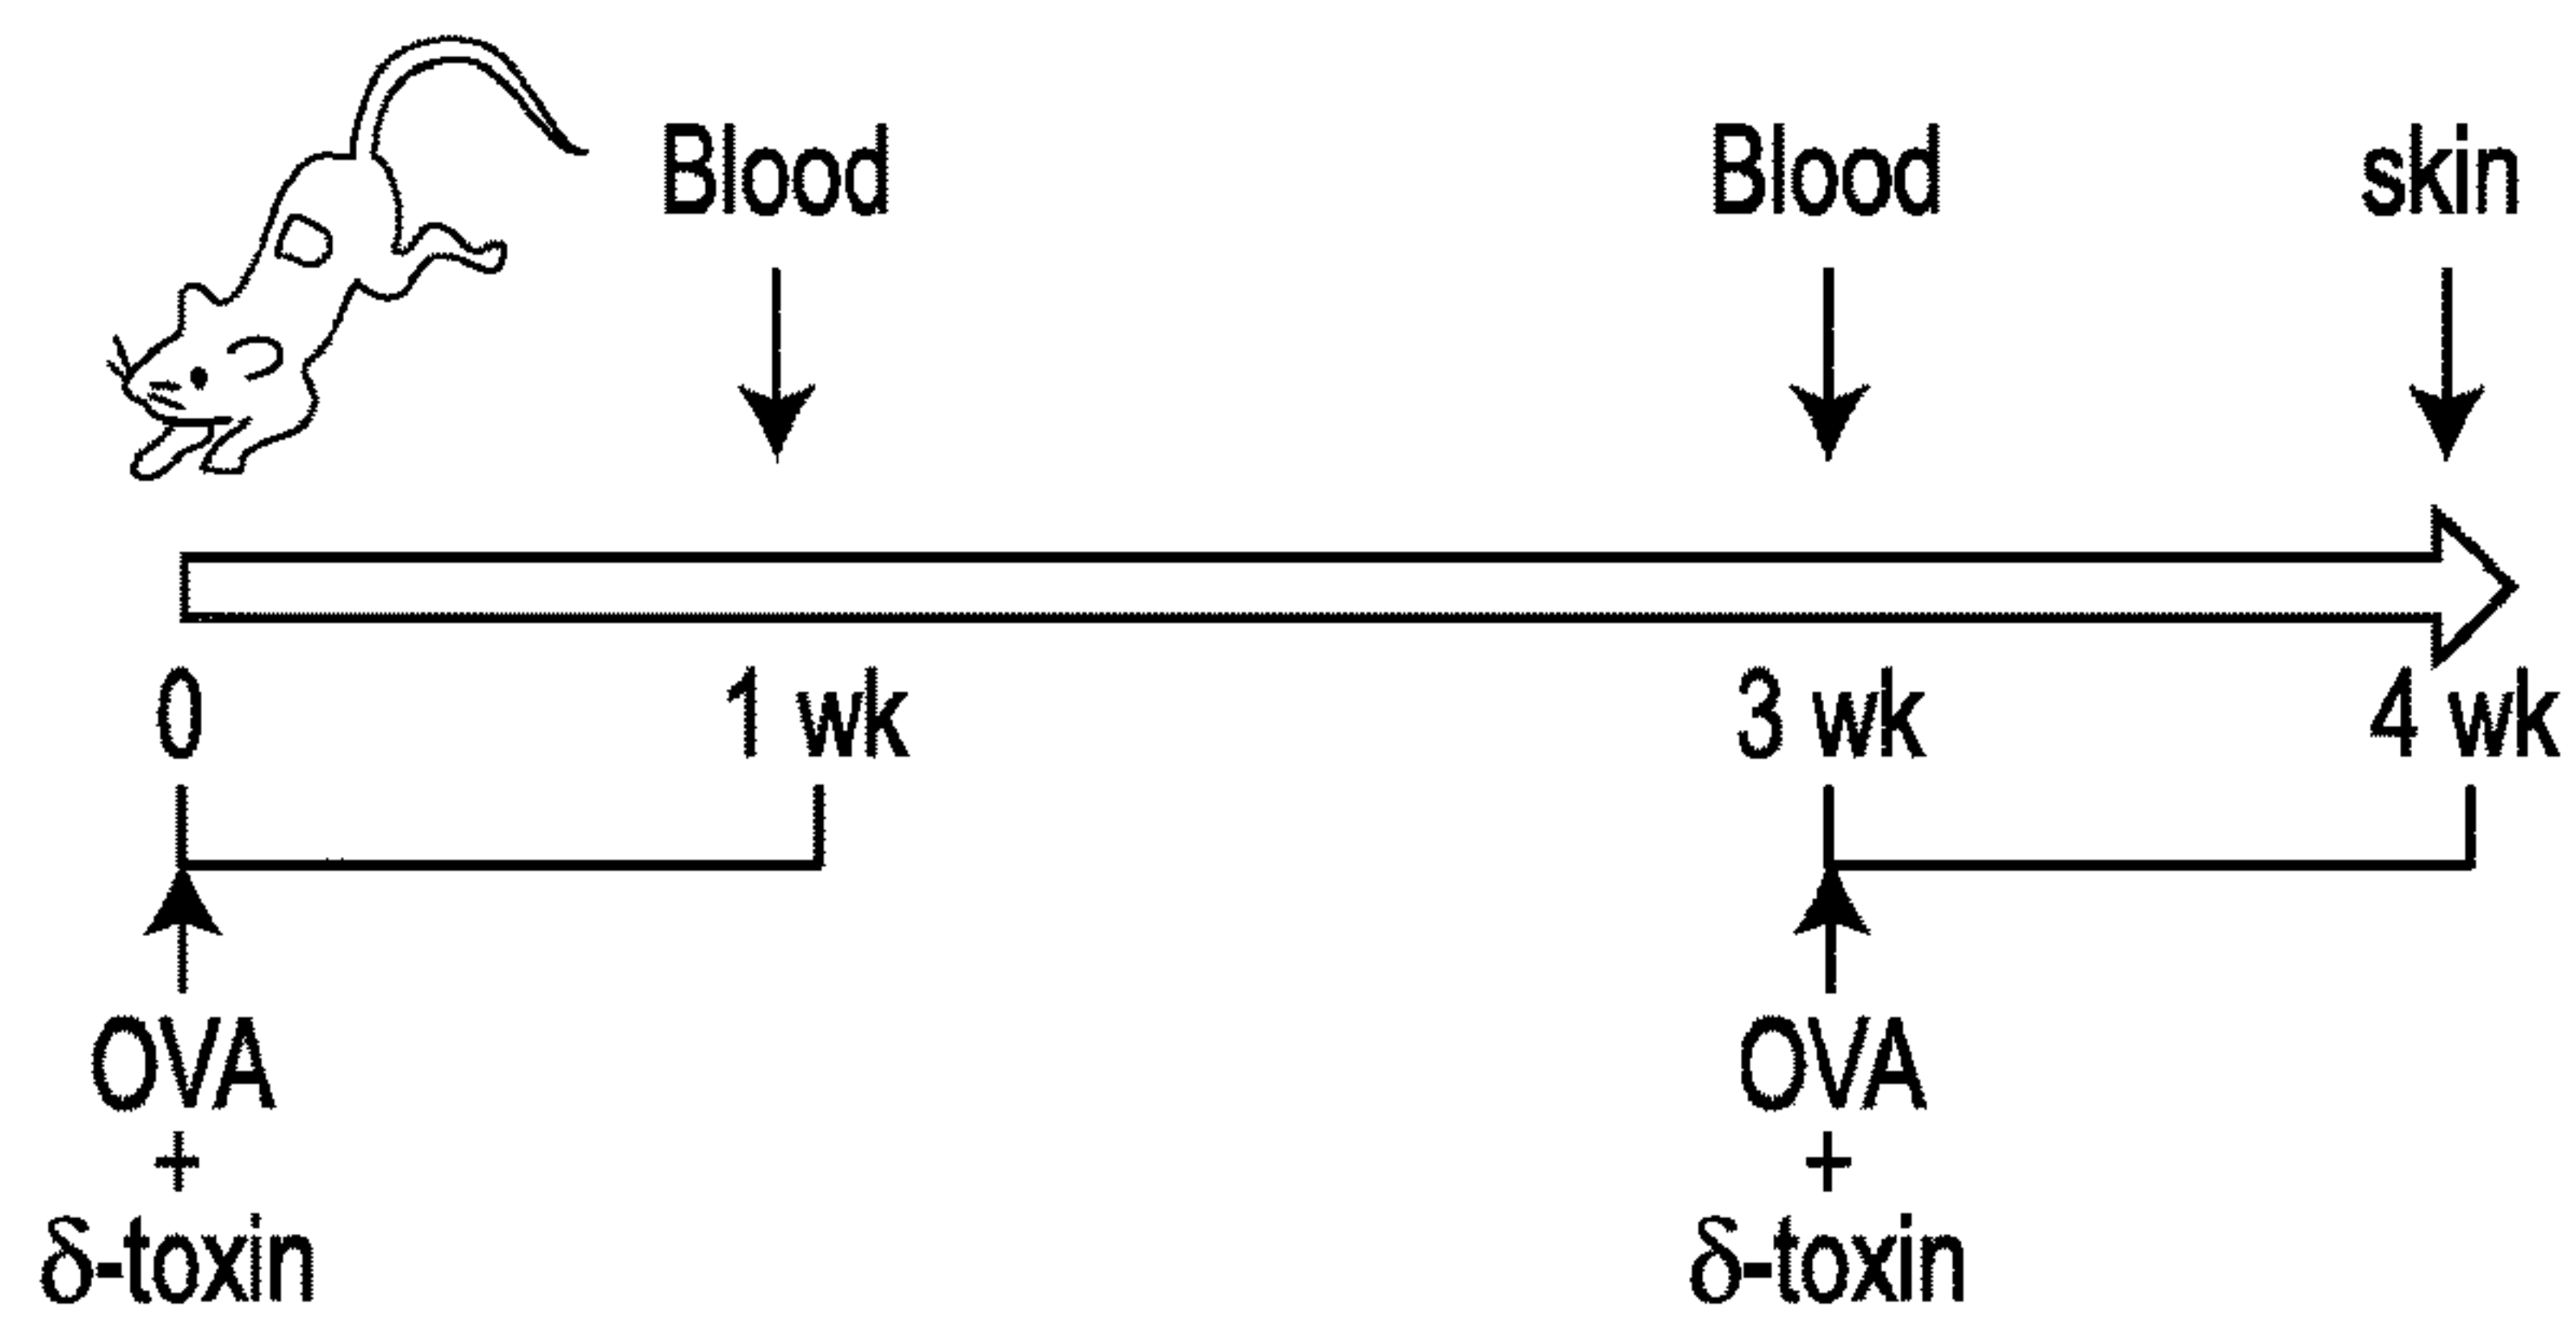 Blood Blood skin
0 1 wk 3 wk 4 wk
OVA OVA
+ +
δ-toxin δ-toxin